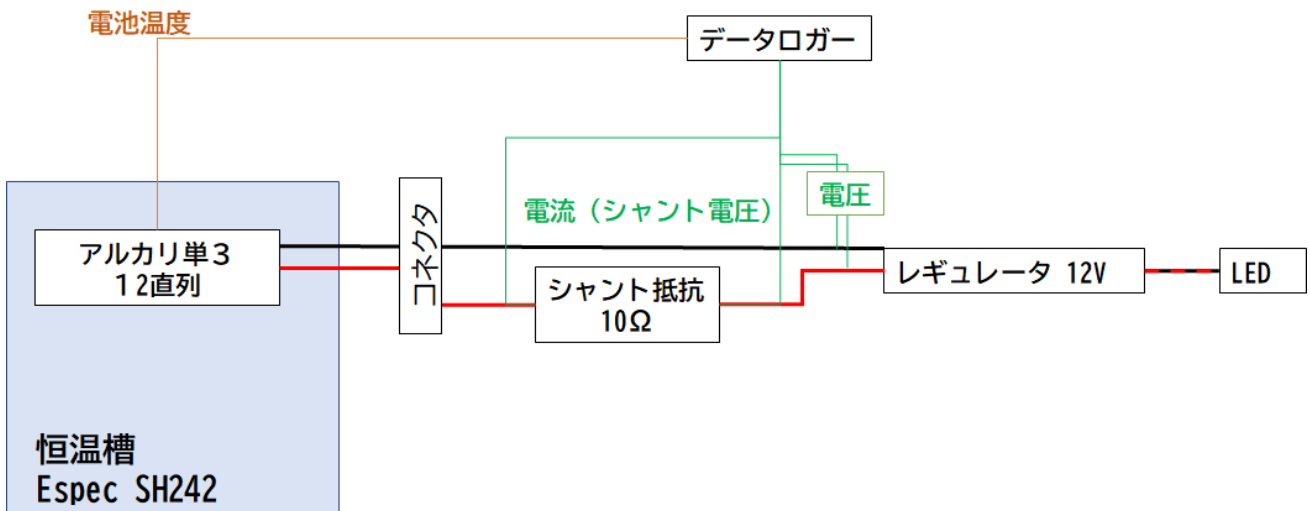 電池温度
データロガー
電流（シャント電圧）
電圧
コネクタ
アルカリ単３
１２直列
シャント抵抗
10Ω
レギュレータ 12V
LED
恒温槽
Espec SH242